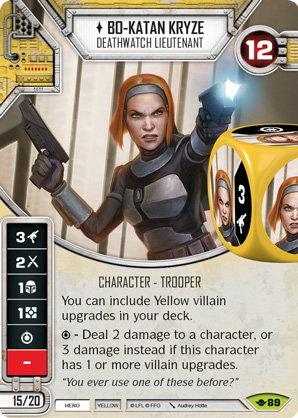 BO-KATAN KRYZE
DEATHWATCH LIEUTENANT
12
3
3
2
1
1
-
15/20
CHARACTER - TROOPER
You can include Yellow villain
upgrades in your deck.
- Deal 2 damage to a character, or
3 damage instead if this character
has 1 or more villain upgrades.
“You ever use one of these before?”
HERO
YELLOW
© LFL © FFG
Audrey Hotte
89